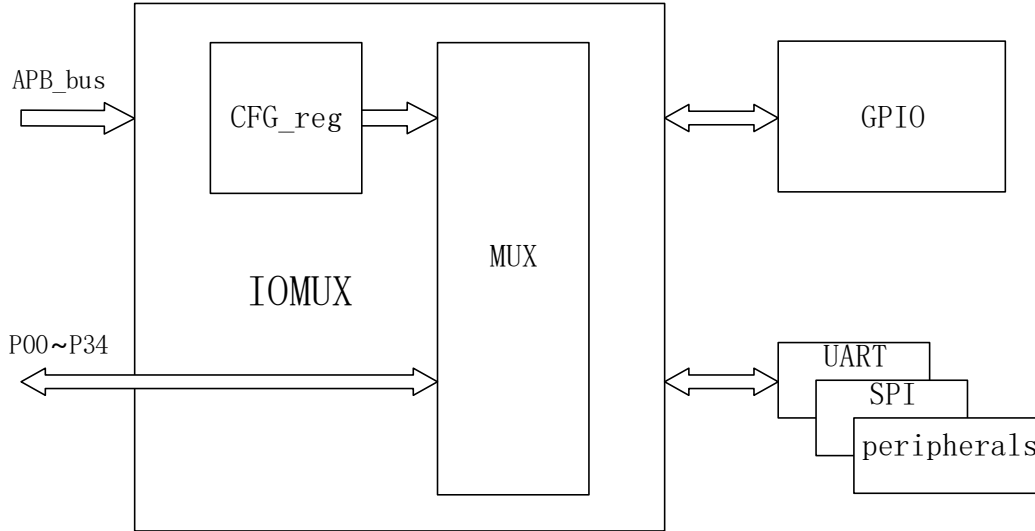 APB_bus
CFG_reg
GPIO
MUX
IOMUX
P00~P34
UART
SPI
peripherals